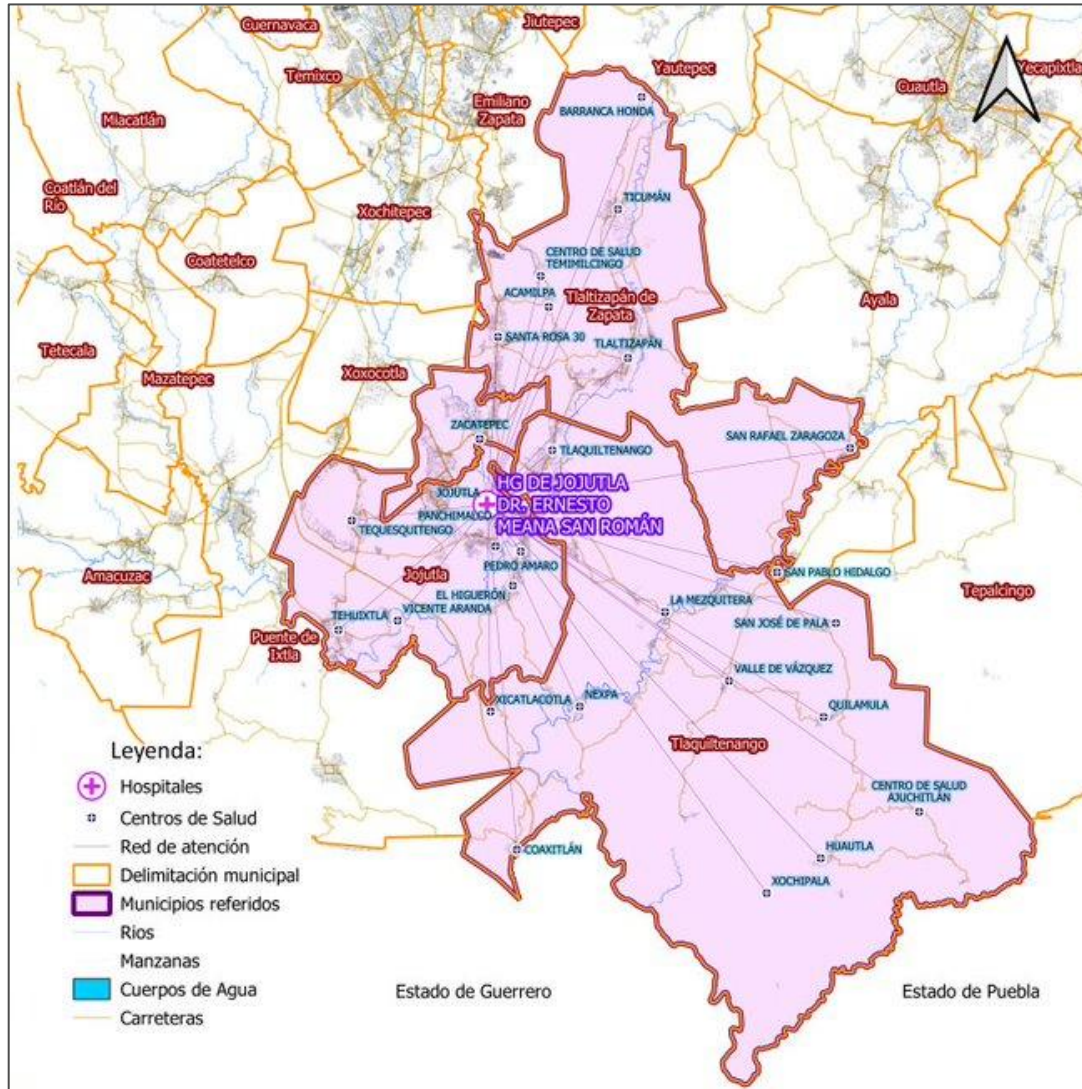 Cuernavaca
Jiutepec
Temixco
Yautepec
Yecapixtla
Cuautla
Emiliano
Zapata
Miacatlán
BARRANCA HONDA
Coatlán del
Río
Xochitepec
TICUMÁN
Coatetelco
CENTRO DE SALUD
TEMIMILCINGO
ACAMILPA
Tlaltizapán de
Zapata
Ayala
SANTA ROSA 30
TLALTIZAPÁN
Tetecala
Mazatepec
Xoxocotla
ZACATEPEC
TLAQUILTENANGO
SAN RAFAEL ZARAGOZA
JOJUTLA
PANCHIMALCO
HG DE JOJUTLA
DR. ERNESTO
MEANA SAN ROMÁN
TEQUESQUITENGO
PEDRO AMARO
Jojutla
Amacuzac
SAN PABLO HIDALGO
Tepalcingo
EL HIGUERÓN
VICENTE ARANDA
LA MEZQUITERA
TEHUIXTLA
SAN JOSÉ DE PALA
Puente de
Ixtla
VALLE DE VÁZQUEZ
XICATLACOTLA
NEXPA
QUILAMULA
Tlaquiltenango
CENTRO DE SALUD
AJUCHITLÁN
COAXITLÁN
HUAUTLA
XOCHIPALA
Leyenda:
Hospitales
Centros de Salud
Red de atención
Delimitación municipal
Municipios referidos
Rios
Manzanas
Cuerpos de Agua
Carreteras
Estado de Guerrero
Estado de Puebla